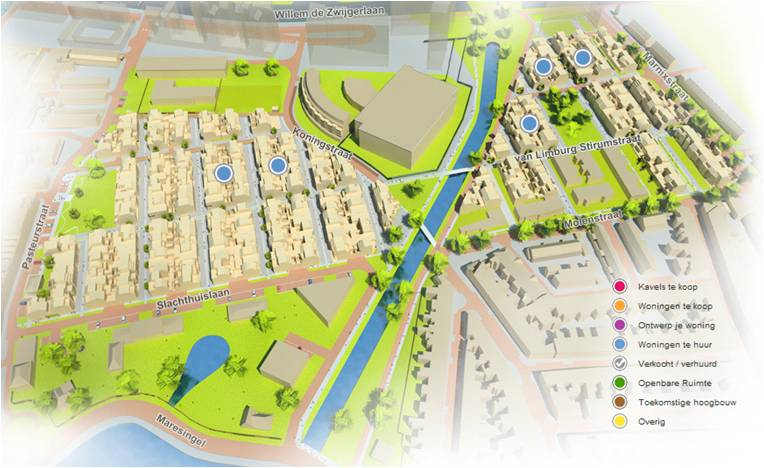 Willem de Zwijgerlaan
Marnixstraat
Koningstraat
van Limburg Stirumstraat
Pasteurstraat
Molenstraat
Slachthuislaan
Maresingel
Kavels te koop
Woningen te koop
Ontwerp je woning
Woningen te huur
Verkocht / verhuurd
Openbare Ruimte
Toekomstige hoogbouw
Overig